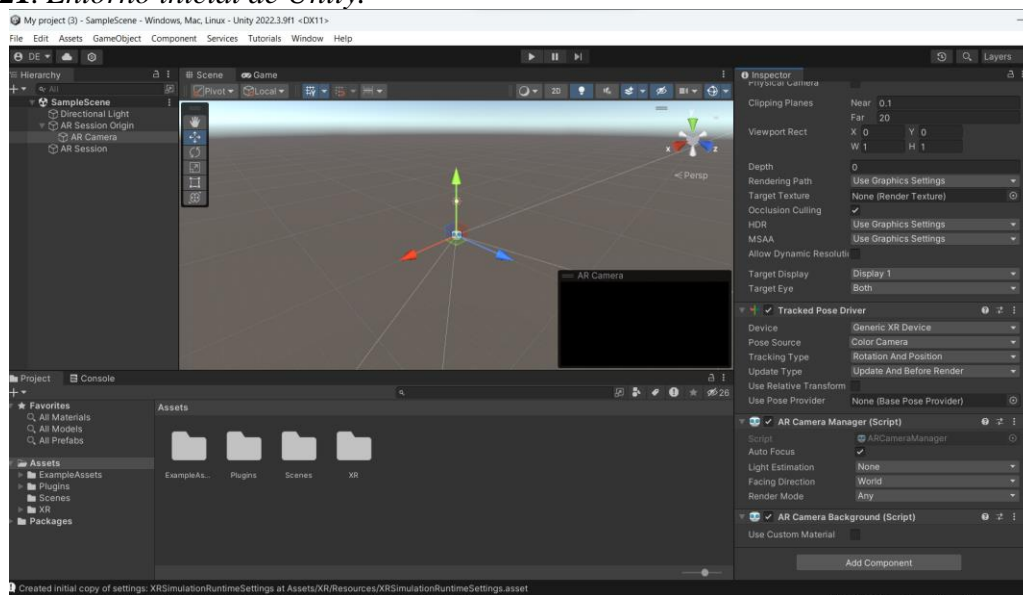 21. Entorno inicial de Unity.
My project (3) - SampleScene - Windows, Mac, Linux - Unity 2022.3.9f1 <DX11>
File Edit Assets GameObject Component Services Tutorials Window Help
DE Layers
Hierarchy
Scene Game
Inspector
All
Pivot Local 2D
Physical Camera
SampleScene
Directional Light
AR Session Origin
AR Camera
AR Session
x z
Persp
AR Camera
Clipping Planes Near 0.1
Far 20
Viewport Rect X 0 Y 0
W 1 H 1
Depth 0
Rendering Path Use Graphics Settings
Target Texture None (Render Texture)
Occlusion Culling
HDR Use Graphics Settings
MSAA Use Graphics Settings
Allow Dynamic Resoluti
Target Display Display 1
Target Eye Both
Tracked Pose Driver
Device Generic XR Device
Pose Source Color Camera
Tracking Type Rotation And Position
Update Type Update And Before Render
Use Relative Transform
Use Pose Provider None (Base Pose Provider)
AR Camera Manager (Script)
Script ARCameraManager
Auto Focus
Light Estimation None
Facing Direction World
Render Mode Any
AR Camera Background (Script)
Use Custom Material
Add Component
Project Console
26
Favorites
All Materials
All Models
All Prefabs
Assets
ExampleAssets
Plugins
Scenes
XR
Packages
Assets
ExampleAs... Plugins Scenes XR
Created initial copy of settings: XRSimulationRuntimeSettings at Assets/XR/Resources/XRSimulationRuntimeSettings.asset